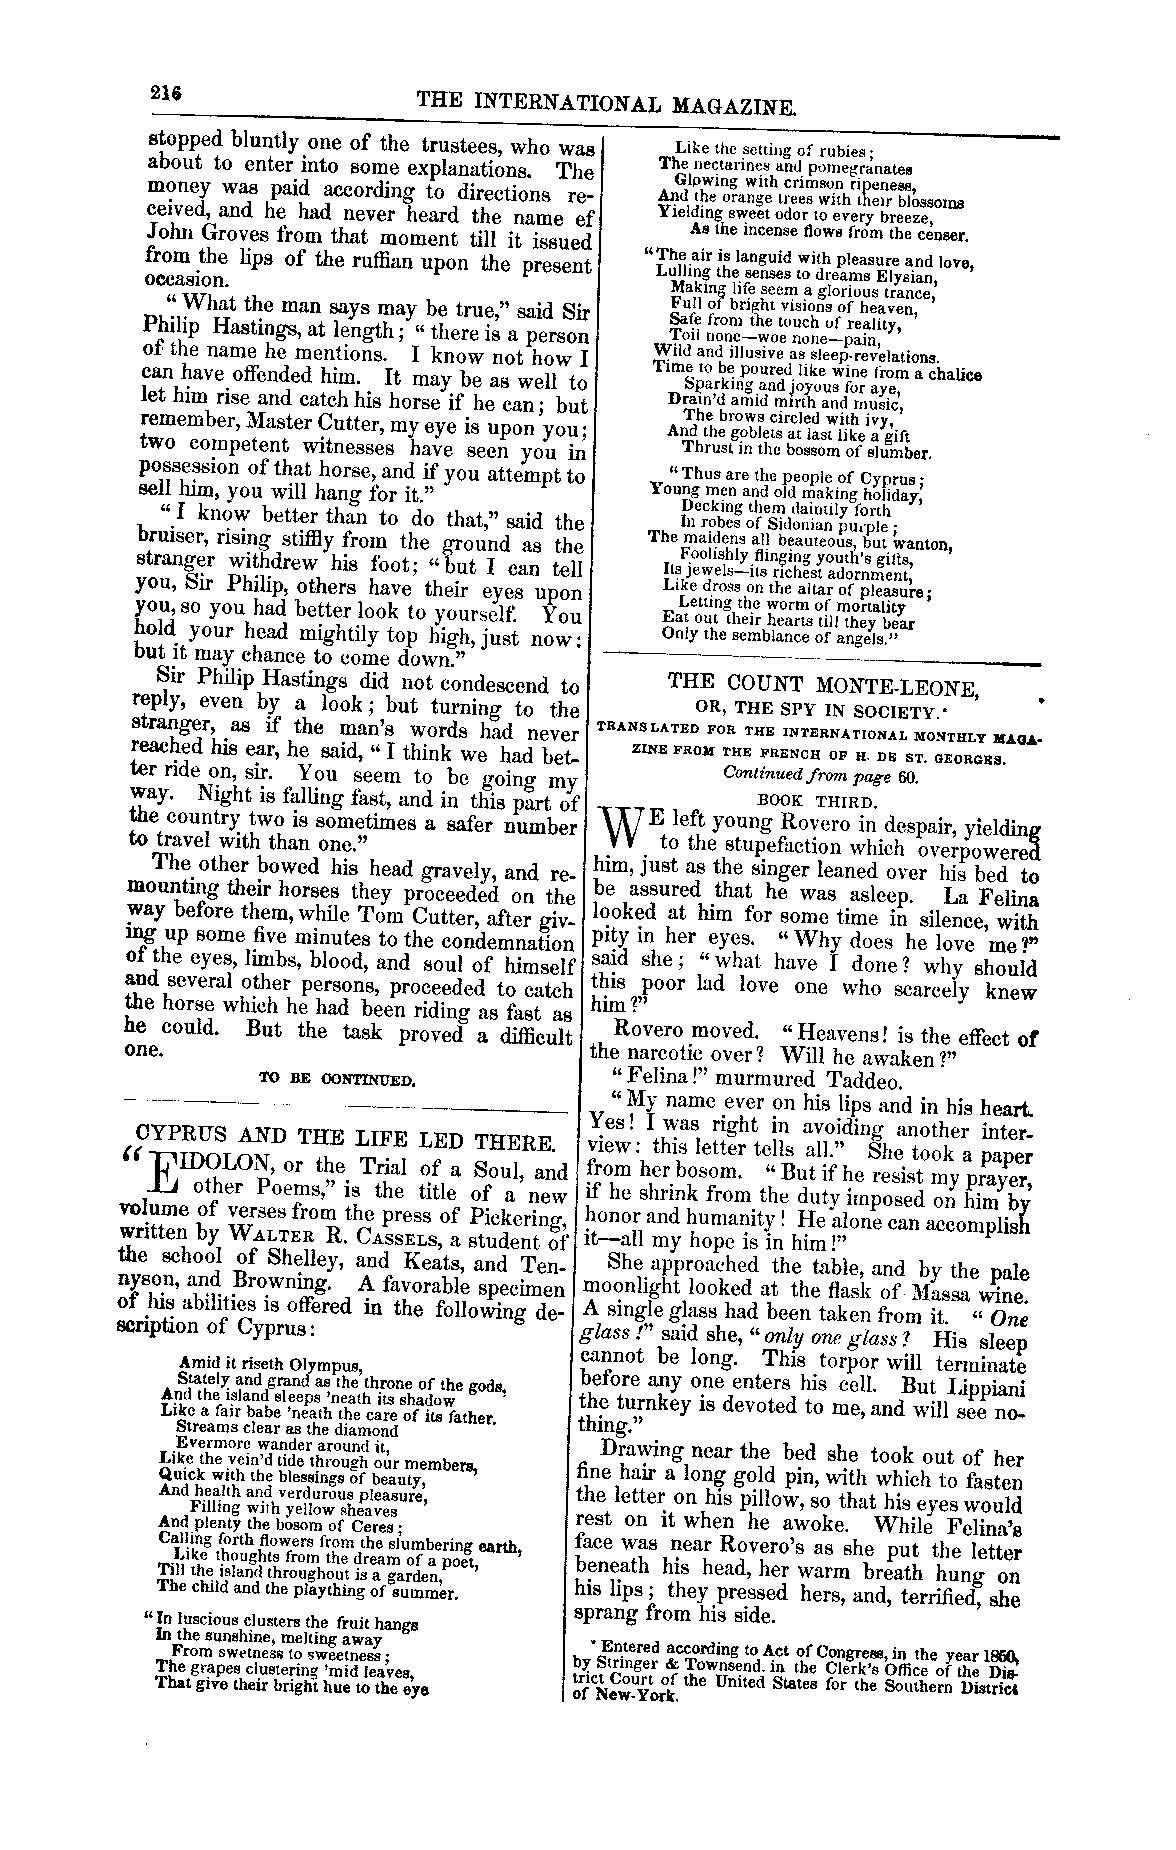 216
THE INTERNATIONAL MAGAZINE.
stopped bluntly one of the trustees, who was
about to enter into some explanations. The
money was paid according to directions re-
ceived, and he had never heard the name ef
John Groves from that moment till it issued
from the lips of the ruffian upon the present
occasion.
"What the man says may be true," said Sir
Philip Hastings, at length; "there is a person
of the name he mentions. I know not how I
can have offended him. It may be as well to
let him rise and catch his horse if he can; but
remember, Master Cutter, my eye is upon you;
two competent witnesses have seen you in
possession of that horse, and if you attempt to
sell him, you will hang for it."
"I know better than to do that," said the
bruiser, rising stiffly from the ground as the
stranger withdrew his foot; "but I can tell
you, Sir Philip, others have their eyes upon
you, so you had better look to yourself. You
hold your head mightily top high, just now:
but it may chance to come down."
Sir Philip Hastings did not condescend to
reply, even by a look; but turning to the
stranger, as if the man's words had never
reached his ear, he said, "I think we had bet-
ter ride on, sir. You seem to be going my
way. Night is falling fast, and in this part of
the country two is sometimes a safer number
to travel with than one."
The other bowed his head gravely, and re-
mounting their horses they proceeded on the
way before them, while Tom Cutter, after giv-
ing up some five minutes to the condemnation
of the eyes, limbs, blood, and soul of himself
and several other persons, proceeded to catch
the horse which he had been riding as fast as
he could. But the task proved a difficult
one.
TO BE CONTINUED.
CYPRUS AND THE LIFE LED THERE.
"EIDOLON, or the Trial of a Soul, and
other Poems," is the title of a new
volume of verses from the press of Pickering,
written by WALTER R. CASSELS, a student of
the school of Shelley, and Keats, and Ten-
nyson, and Browning. A favorable specimen
of his abilities is offered in the following de-
scription of Cyprus:
Amid it riseth Olympus,
Stately and grand as the throne of the gods,
And the island sleeps 'neath its shadow
Like a fair babe 'neath the care of its father.
Streams clear as the diamond
Evermore wander around it,
Like the vein'd tide through our members,
Quick with the blessings of beauty,
And health and verdurous pleasure,
Filling with yellow sheaves
And plenty the bosom of Ceres;
Calling forth flowers from the slumbering earth,
Like thoughts from the dream of a poet,
Till the island throughout is a garden,
The child and the plaything of summer.
"In luscious clusters the fruit hangs
In the sunshine, melting away
From swetness to sweetness;
The grapes clustering 'mid leaves,
That give their bright hue to the eye
Like the setting of rubies;
The nectarines and pomegranates
Glowing with crimson ripeness,
And the orange trees with their blossoms
Yielding sweet odor to every breeze,
As the incense flows from the censer.
"The air is languid with pleasure and love,
Lulling the senses to dreams Elysian,
Making life seem a glorious trance,
Full of bright visions of heaven,
Safe from the touch of reality,
Toil none—woe none—pain,
Wild and illusive as sleep-revelations.
Time to be poured like wine from a chalice
Sparking and joyous for aye,
Drain'd amid mirth and music,
The brows circled with ivy,
And the goblets at last like a gift
Thrust in the bossom of slumber.
"Thus are the people of Cyprus;
Young men and old making holiday,
Decking them daintily forth
In robes of Sidonian purple;
The maidens all beauteous, but wanton,
Foolishly flinging youth's gifts,
Its jewels—its richest adornment,
Like dross on the altar of pleasure;
Letting the worm of mortality
Eat out their hearts till they bear
Only the semblance of angels."
THE COUNT MONTE-LEONE,
OR, THE SPY IN SOCIETY.*
TRANSLATED FOR THE INTERNATIONAL MONTHLY MAGA-
ZINE FROM THE FRENCH OF H. DE ST. GEORGES.
Continued from page 60.
BOOK THIRD.
WE left young Rovero in despair, yielding
to the stupefaction which overpowered
him, just as the singer leaned over his bed to
be assured that he was asleep. La Felina
looked at him for some time in silence, with
pity in her eyes. "Why does he love me?"
said she; "what have I done? why should
this poor lad love one who scarcely knew
him?"
Rovero moved. "Heavens! is the effect of
the narcotic over? Will he awaken?"
"Felina!" murmured Taddeo.
"My name ever on his lips and in his heart.
Yes! I was right in avoiding another inter-
view: this letter tells all." She took a paper
from her bosom. "But if he resist my prayer,
if he shrink from the duty imposed on him by
honor and humanity! He alone can accomplish
it—all my hope is in him!"
She approached the table, and by the pale
moonlight looked at the flask of Massa wine.
A single glass had been taken from it. "One
glass!" said she, "only one glass? His sleep
cannot be long. This torpor will terminate
before any one enters his cell. But Lippiani
the turnkey is devoted to me, and will see no-
thing."
Drawing near the bed she took out of her
fine hair a long gold pin, with which to fasten
the letter on his pillow, so that his eyes would
rest on it when he awoke. While Felina's
face was near Rovero's as she put the letter
beneath his head, her warm breath hung on
his lips; they pressed hers, and, terrified, she
sprang from his side.
* Entered according to Act of Congress, in the year 1850,
by Stringer & Townsend. in the Clerk's Office of the Dis-
trict Court of the United States for the Southern District
of New-York.